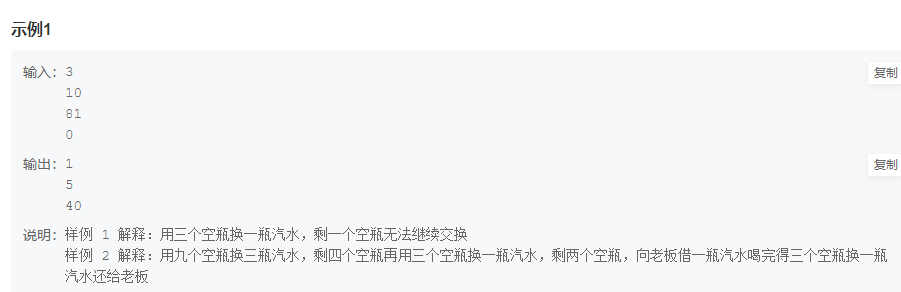 示例1
输入：3 复制
10
81
0
输出：1 复制
5
40
说明：样例 1 解释：用三个空瓶换一瓶汽水，剩一个空瓶无法继续交换
样例 2 解释：用九个空瓶换三瓶汽水，剩四个空瓶再用三个空瓶换一瓶汽水，剩两个空瓶，向老板借一瓶汽水喝完得三个空瓶换一瓶
汽水还给老板